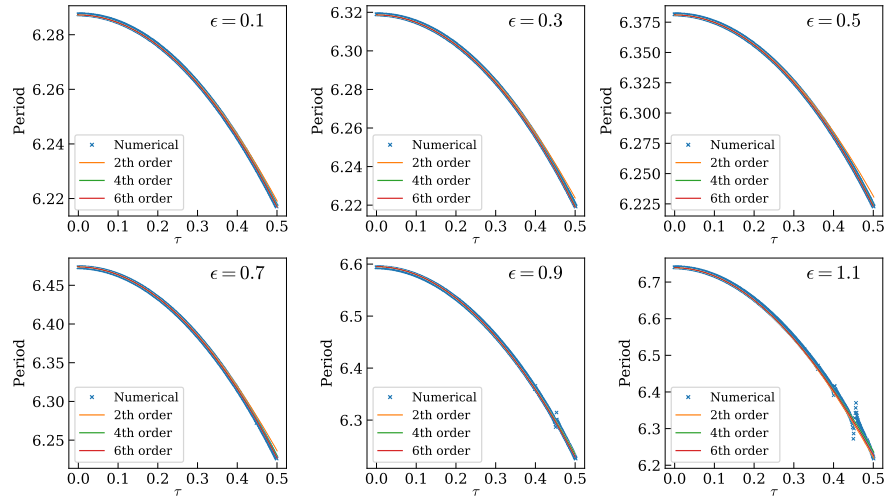 6.28
6.26
6.24
6.22
Period
ϵ = 0.1
Numerical
2th order
4th order
6th order
0.0 0.1 0.2 0.3 0.4 0.5
τ
6.32
6.30
6.28
6.26
6.24
6.22
Period
ϵ = 0.3
Numerical
2th order
4th order
6th order
0.0 0.1 0.2 0.3 0.4 0.5
τ
6.375
6.350
6.325
6.300
6.275
6.250
6.225
Period
ϵ = 0.5
Numerical
2th order
4th order
6th order
0.0 0.1 0.2 0.3 0.4 0.5
τ
6.45
6.40
6.35
6.30
6.25
Period
ϵ = 0.7
Numerical
2th order
4th order
6th order
0.0 0.1 0.2 0.3 0.4 0.5
τ
6.6
6.5
6.4
6.3
Period
ϵ = 0.9
Numerical
2th order
4th order
6th order
0.0 0.1 0.2 0.3 0.4 0.5
τ
6.7
6.6
6.5
6.4
6.3
6.2
Period
ϵ = 1.1
Numerical
2th order
4th order
6th order
0.0 0.1 0.2 0.3 0.4 0.5
τ